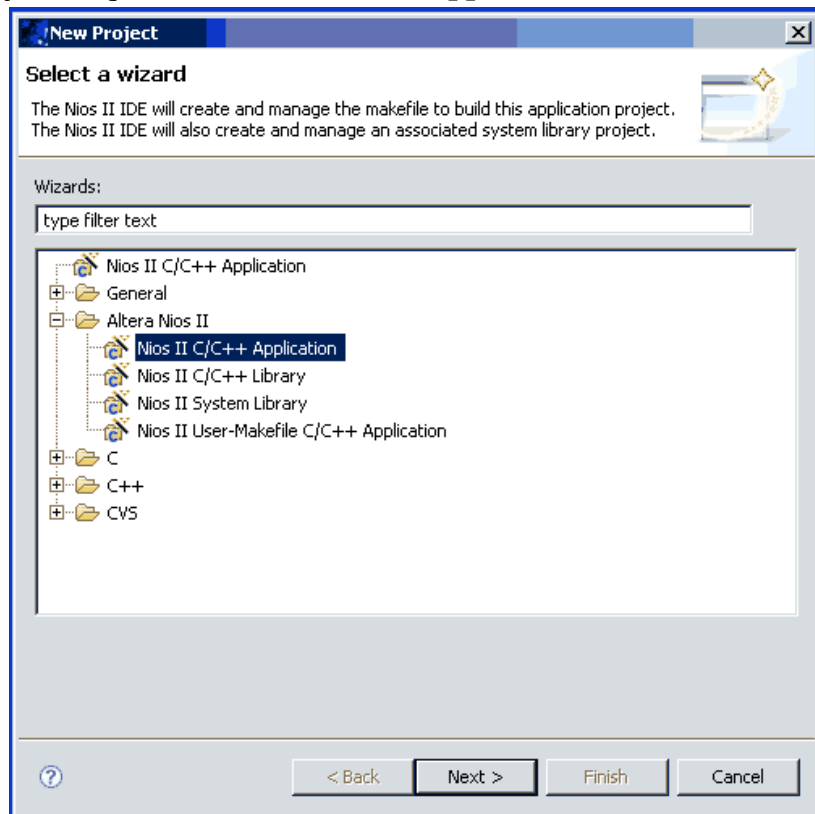 New Project
Select a wizard
The Nios II IDE will create and manage the makefile to build this application project.
The Nios II IDE will also create and manage an associated system library project.
Wizards:
type filter text
Nios II C/C++ Application
General
Altera Nios II
Nios II C/C++ Application
Nios II C/C++ Library
Nios II System Library
Nios II User-Makefile C/C++ Application
C
C++
CVS
< Back Next > Finish Cancel